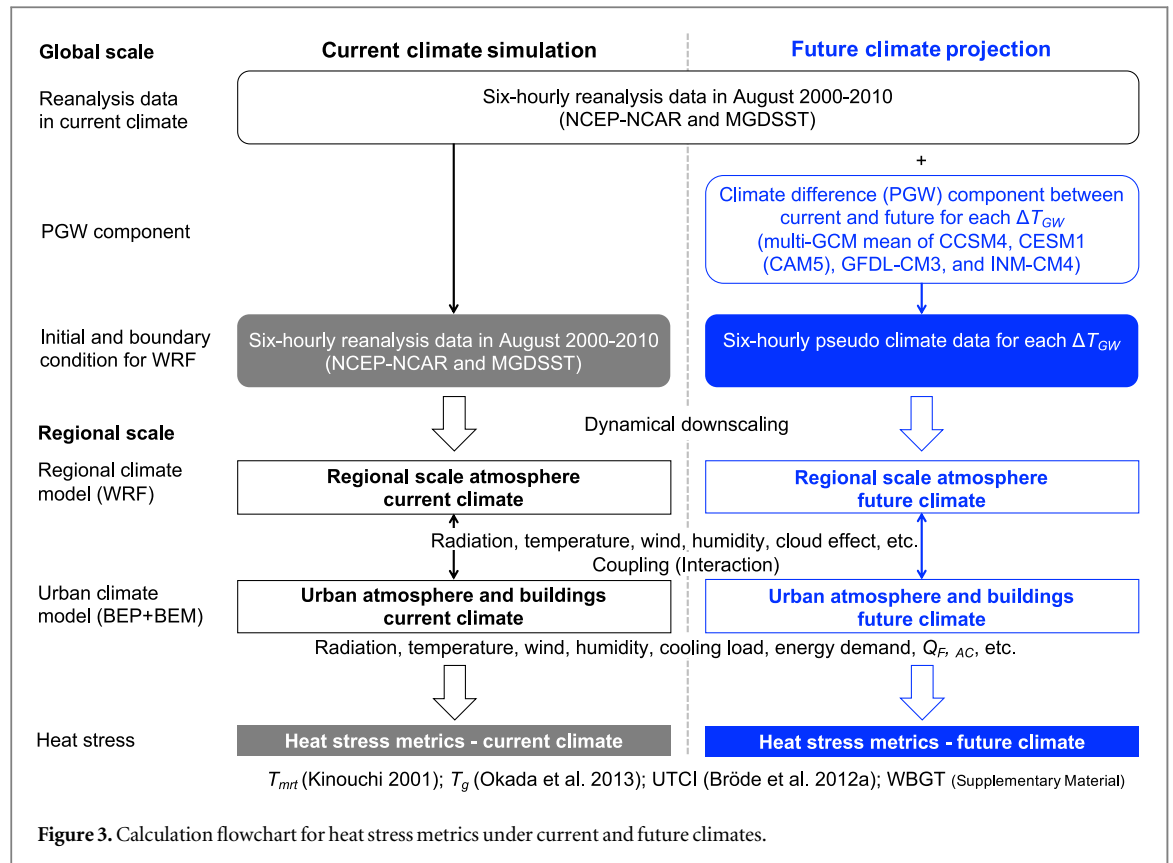 Global scale
Current climate simulation
Future climate projection
Reanalysis data
in current climate
Six-hourly reanalysis data in August 2000-2010
(NCEP-NCAR and MGDSST)
+
PGW component
Climate difference (PGW) component between
current and future for each ΔT_GW
(multi-GCM mean of CCSM4, CESM1
(CAM5), GFDL-CM3, and INM-CM4)
Initial and boundary
condition for WRF
Six-hourly reanalysis data in August 2000-2010
(NCEP-NCAR and MGDSST)
Six-hourly pseudo climate data for each ΔT_GW
Dynamical downscaling
Regional scale
Regional climate
model (WRF)
Regional scale atmosphere
current climate
Regional scale atmosphere
future climate
Radiation, temperature, wind, humidity, cloud effect, etc.
Coupling (Interaction)
Urban climate
model (BEP+BEM)
Urban atmosphere and buildings
current climate
Urban atmosphere and buildings
future climate
Radiation, temperature, wind, humidity, cooling load, energy demand, Q_F, AC, etc.
Heat stress
Heat stress metrics - current climate
Heat stress metrics - future climate
T_mrt (Kinouchi 2001); T_g (Okada et al. 2013); UTCI (Bröde et al. 2012a); WBGT (Supplementary Material)
Figure 3. Calculation flowchart for heat stress metrics under current and future climates.